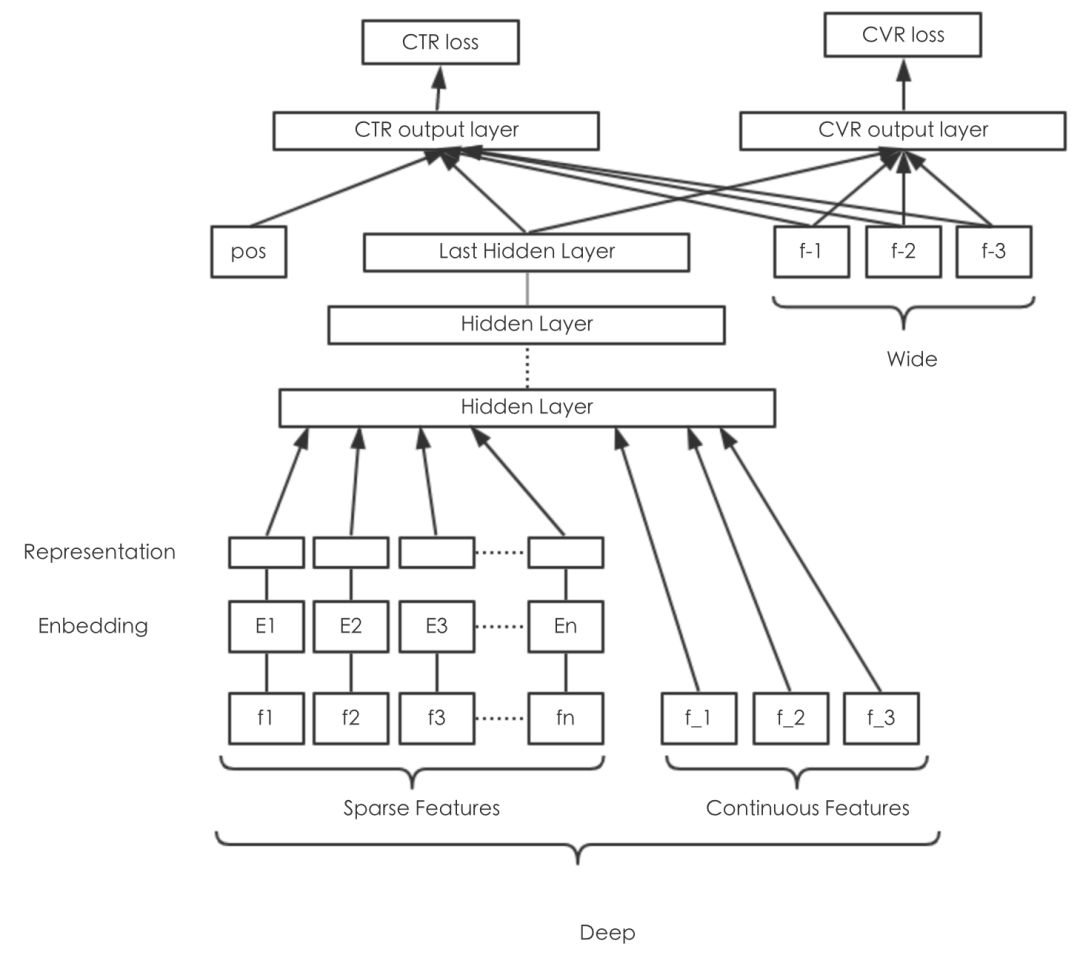 CTR loss
CVR loss
CTR output layer
CVR output layer
pos
Last Hidden Layer
f-1
f-2
f-3
Hidden Layer
Wide
Hidden Layer
Representation
Enbedding
E1
E2
E3
En
f1
f2
f3
fn
f_1
f_2
f_3
Sparse Features
Continuous Features
Deep